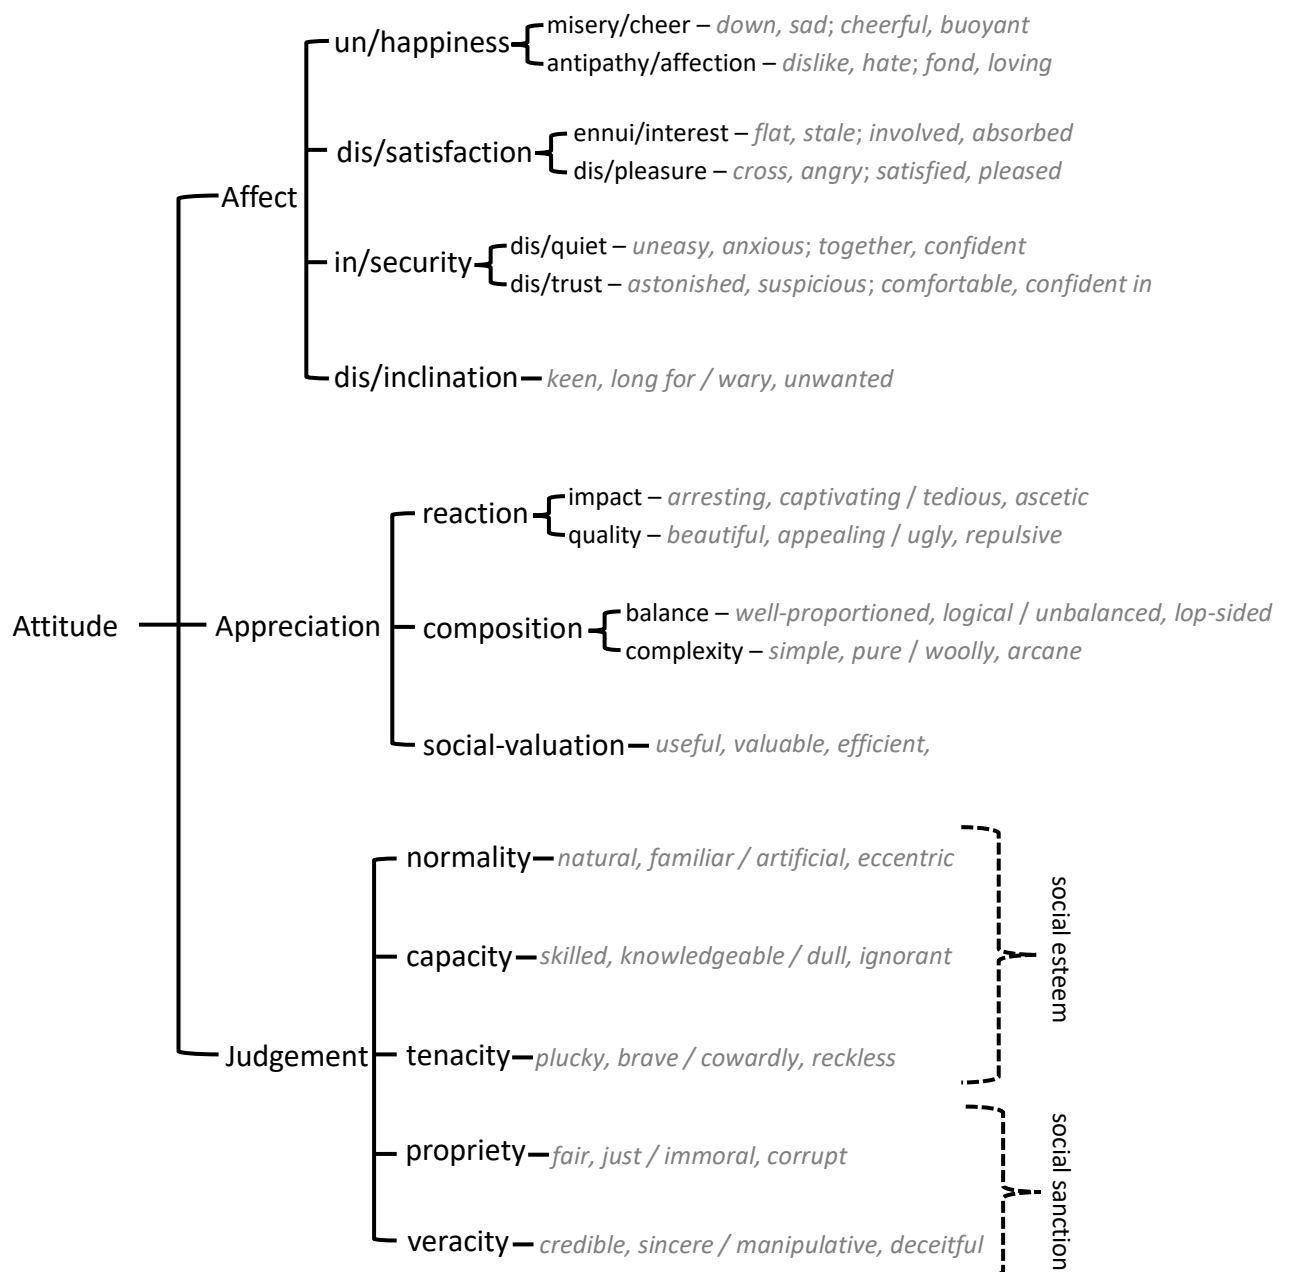 misery/cheer – down, sad; cheerful, buoyant
un/happiness
antipathy/affection – dislike, hate; fond, loving
ennui/interest – flat, stale; involved, absorbed
dis/satisfaction
dis/pleasure – cross, angry; satisfied, pleased
Affect
dis/quiet – uneasy, anxious; together, confident
in/security
dis/trust – astonished, suspicious; comfortable, confident in
dis/inclination – keen, long for / wary, unwanted
impact – arresting, captivating / tedious, ascetic
reaction
quality – beautiful, appealing / ugly, repulsive
balance – well-proportioned, logical / unbalanced, lop-sided
Attitude
Appreciation
composition
complexity – simple, pure / woolly, arcane
social-valuation – useful, valuable, efficient,
normality – natural, familiar / artificial, eccentric
capacity – skilled, knowledgeable / dull, ignorant
social esteem
Judgement
tenacity – plucky, brave / cowardly, reckless
propriety – fair, just / immoral, corrupt
social sanction
veracity – credible, sincere / manipulative, deceitful